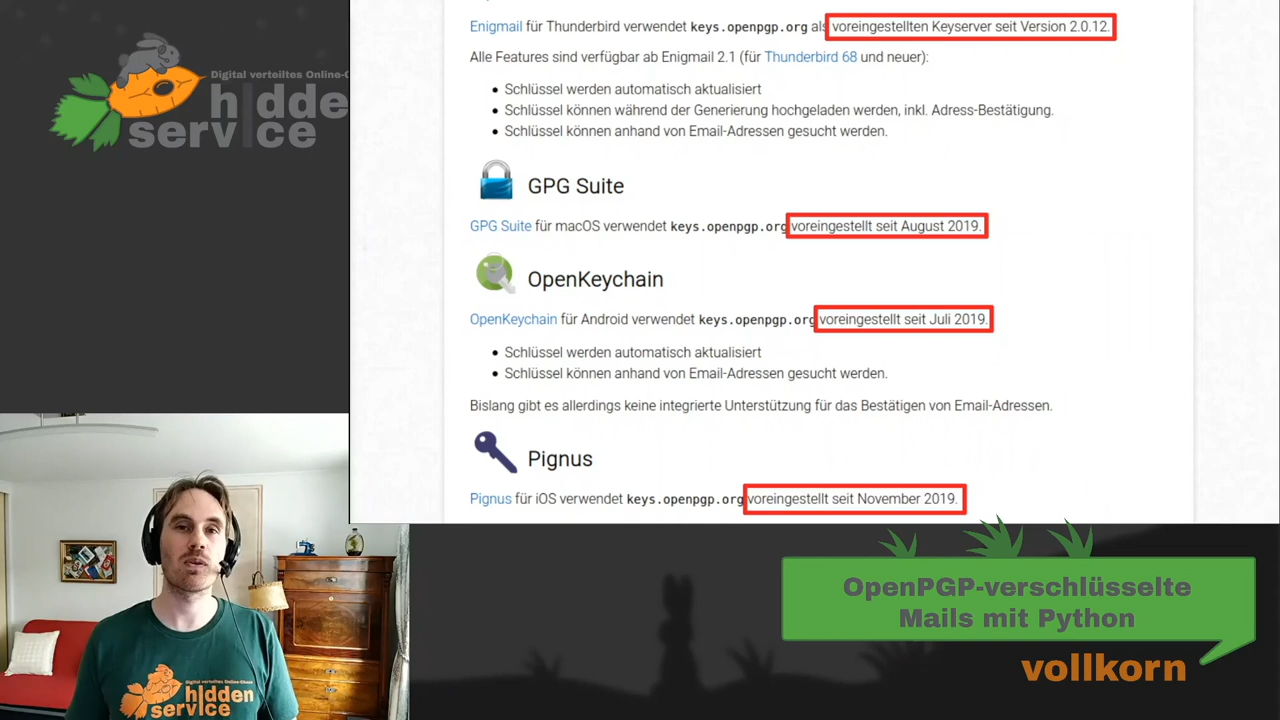 Enigmail für Thunderbird verwendet keys.openpgp.org als voreingestellten Keyserver seit Version 2.0.12.
Alle Features sind verfügbar ab Enigmail 2.1 (für Thunderbird 68 und neuer):
Schlüssel werden automatisch aktualisiert
Schlüssel können während der Generierung hochgeladen werden, inkl. Adress-Bestätigung.
Schlüssel können anhand von Email-Adressen gesucht werden.
GPG Suite
GPG Suite für macOS verwendet keys.openpgp.org voreingestellt seit August 2019.
OpenKeychain
OpenKeychain für Android verwendet keys.openpgp.org voreingestellt seit Juli 2019.
Schlüssel werden automatisch aktualisiert
Schlüssel können anhand von Email-Adressen gesucht werden.
Bislang gibt es allerdings keine integrierte Unterstützung für das Bestätigen von Email-Adressen.
Pignus
Pignus für iOS verwendet keys.openpgp.org voreingestellt seit November 2019.
Digital verteiltes Online-C
hidde
service
Digital verteiltes Online-Chaos
hidden
service
OpenPGP-verschlüsselte
Mails mit Python
vollkorn